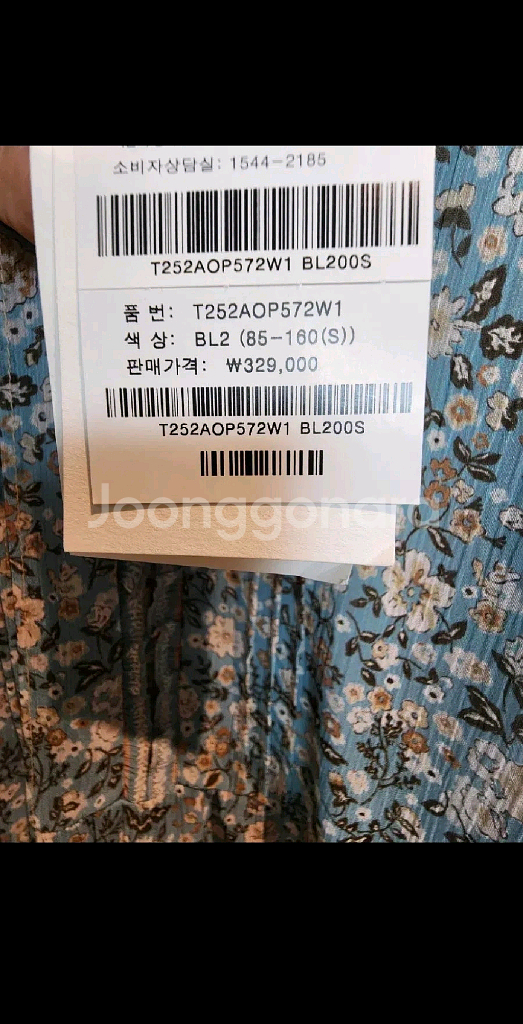 소비자상담실: 1544-2185
T252AOP572W1 BL200S
품 번: T252AOP572W1
색 상: BL2 (85-160(S))
판매가격: ₩329,000
T252AOP572W1 BL200S
Joonggonara